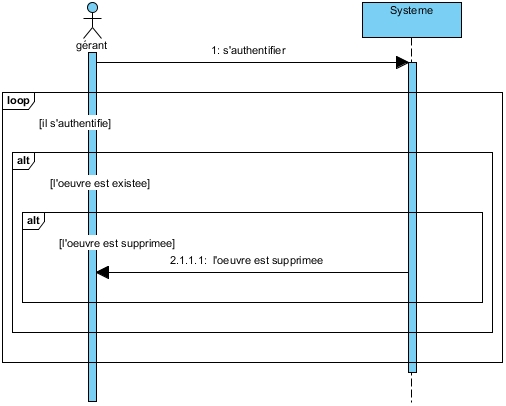 Systeme
gérant
1: s'authentifier
loop
[il s'authentifie]
alt
[l'oeuvre est existee]
alt
[l'oeuvre est supprimee]
2.1.1.1: l'oeuvre est supprimee